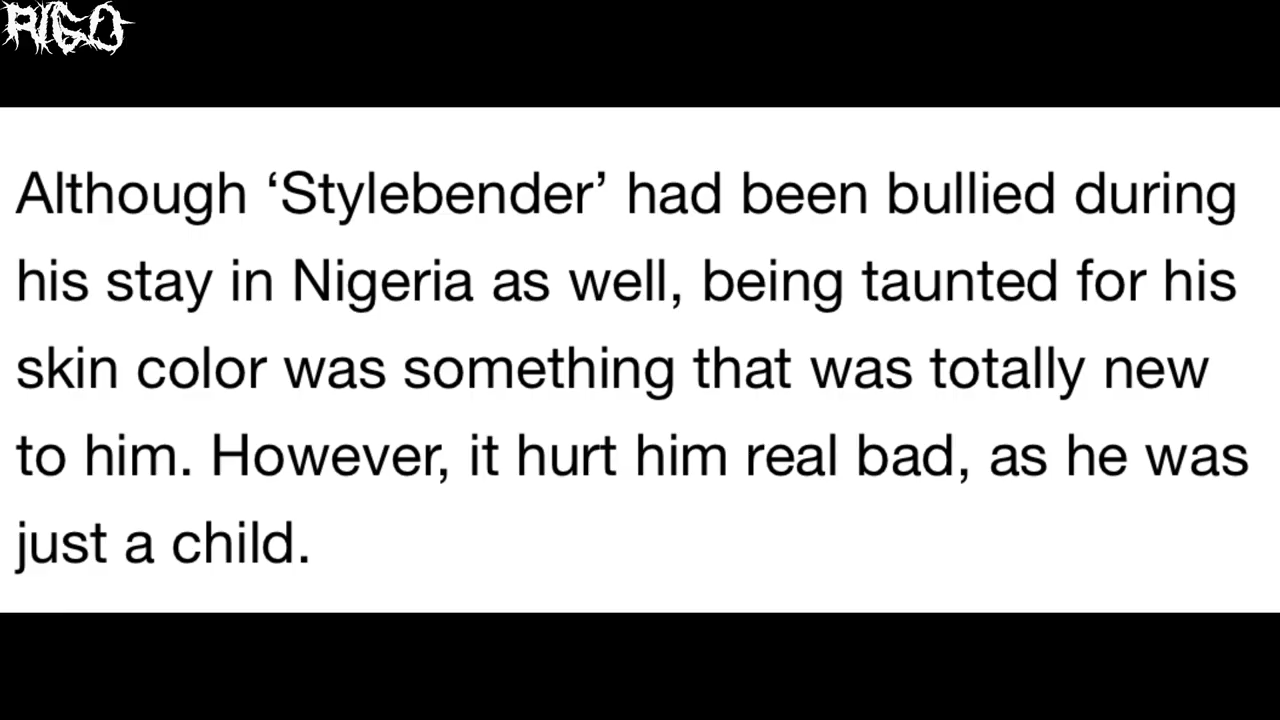 RIGO
Although ‘Stylebender’ had been bullied during
his stay in Nigeria as well, being taunted for his
skin color was something that was totally new
to him. However, it hurt him real bad, as he was
just a child.